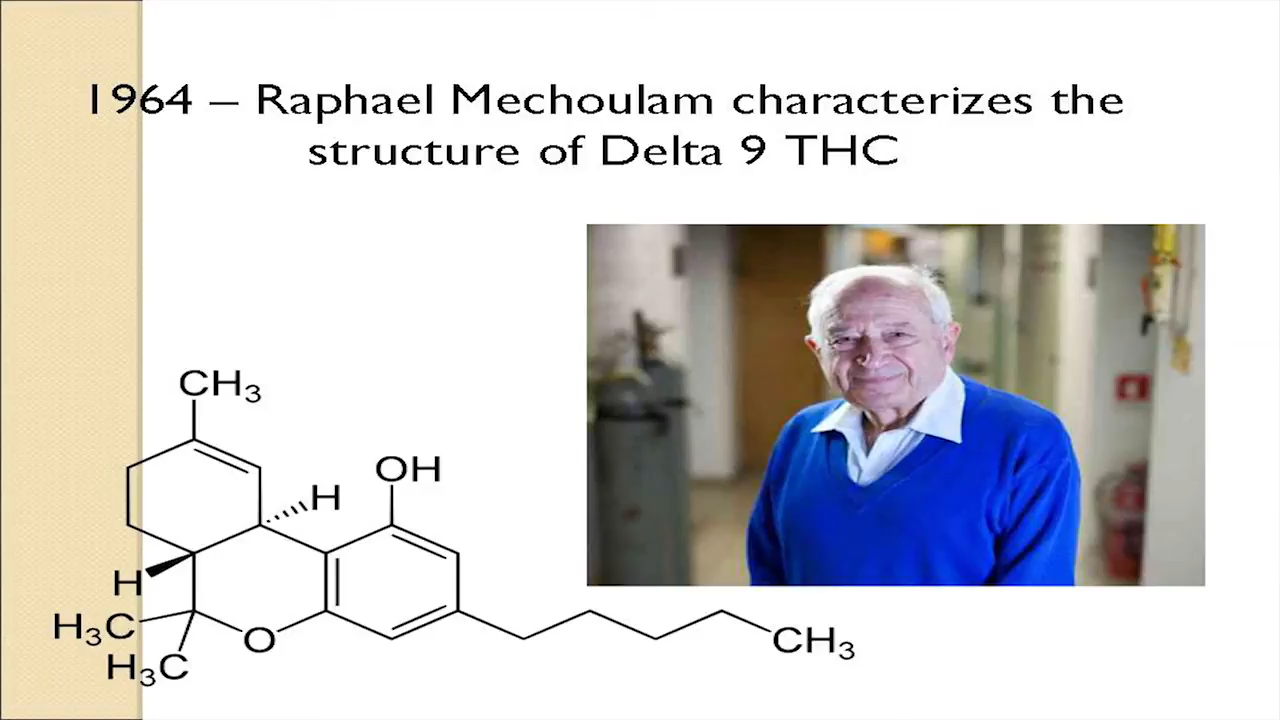 1964 – Raphael Mechoulam characterizes the
structure of Delta 9 THC
CH3
OH
H
H
H3C
O
H3C
CH3